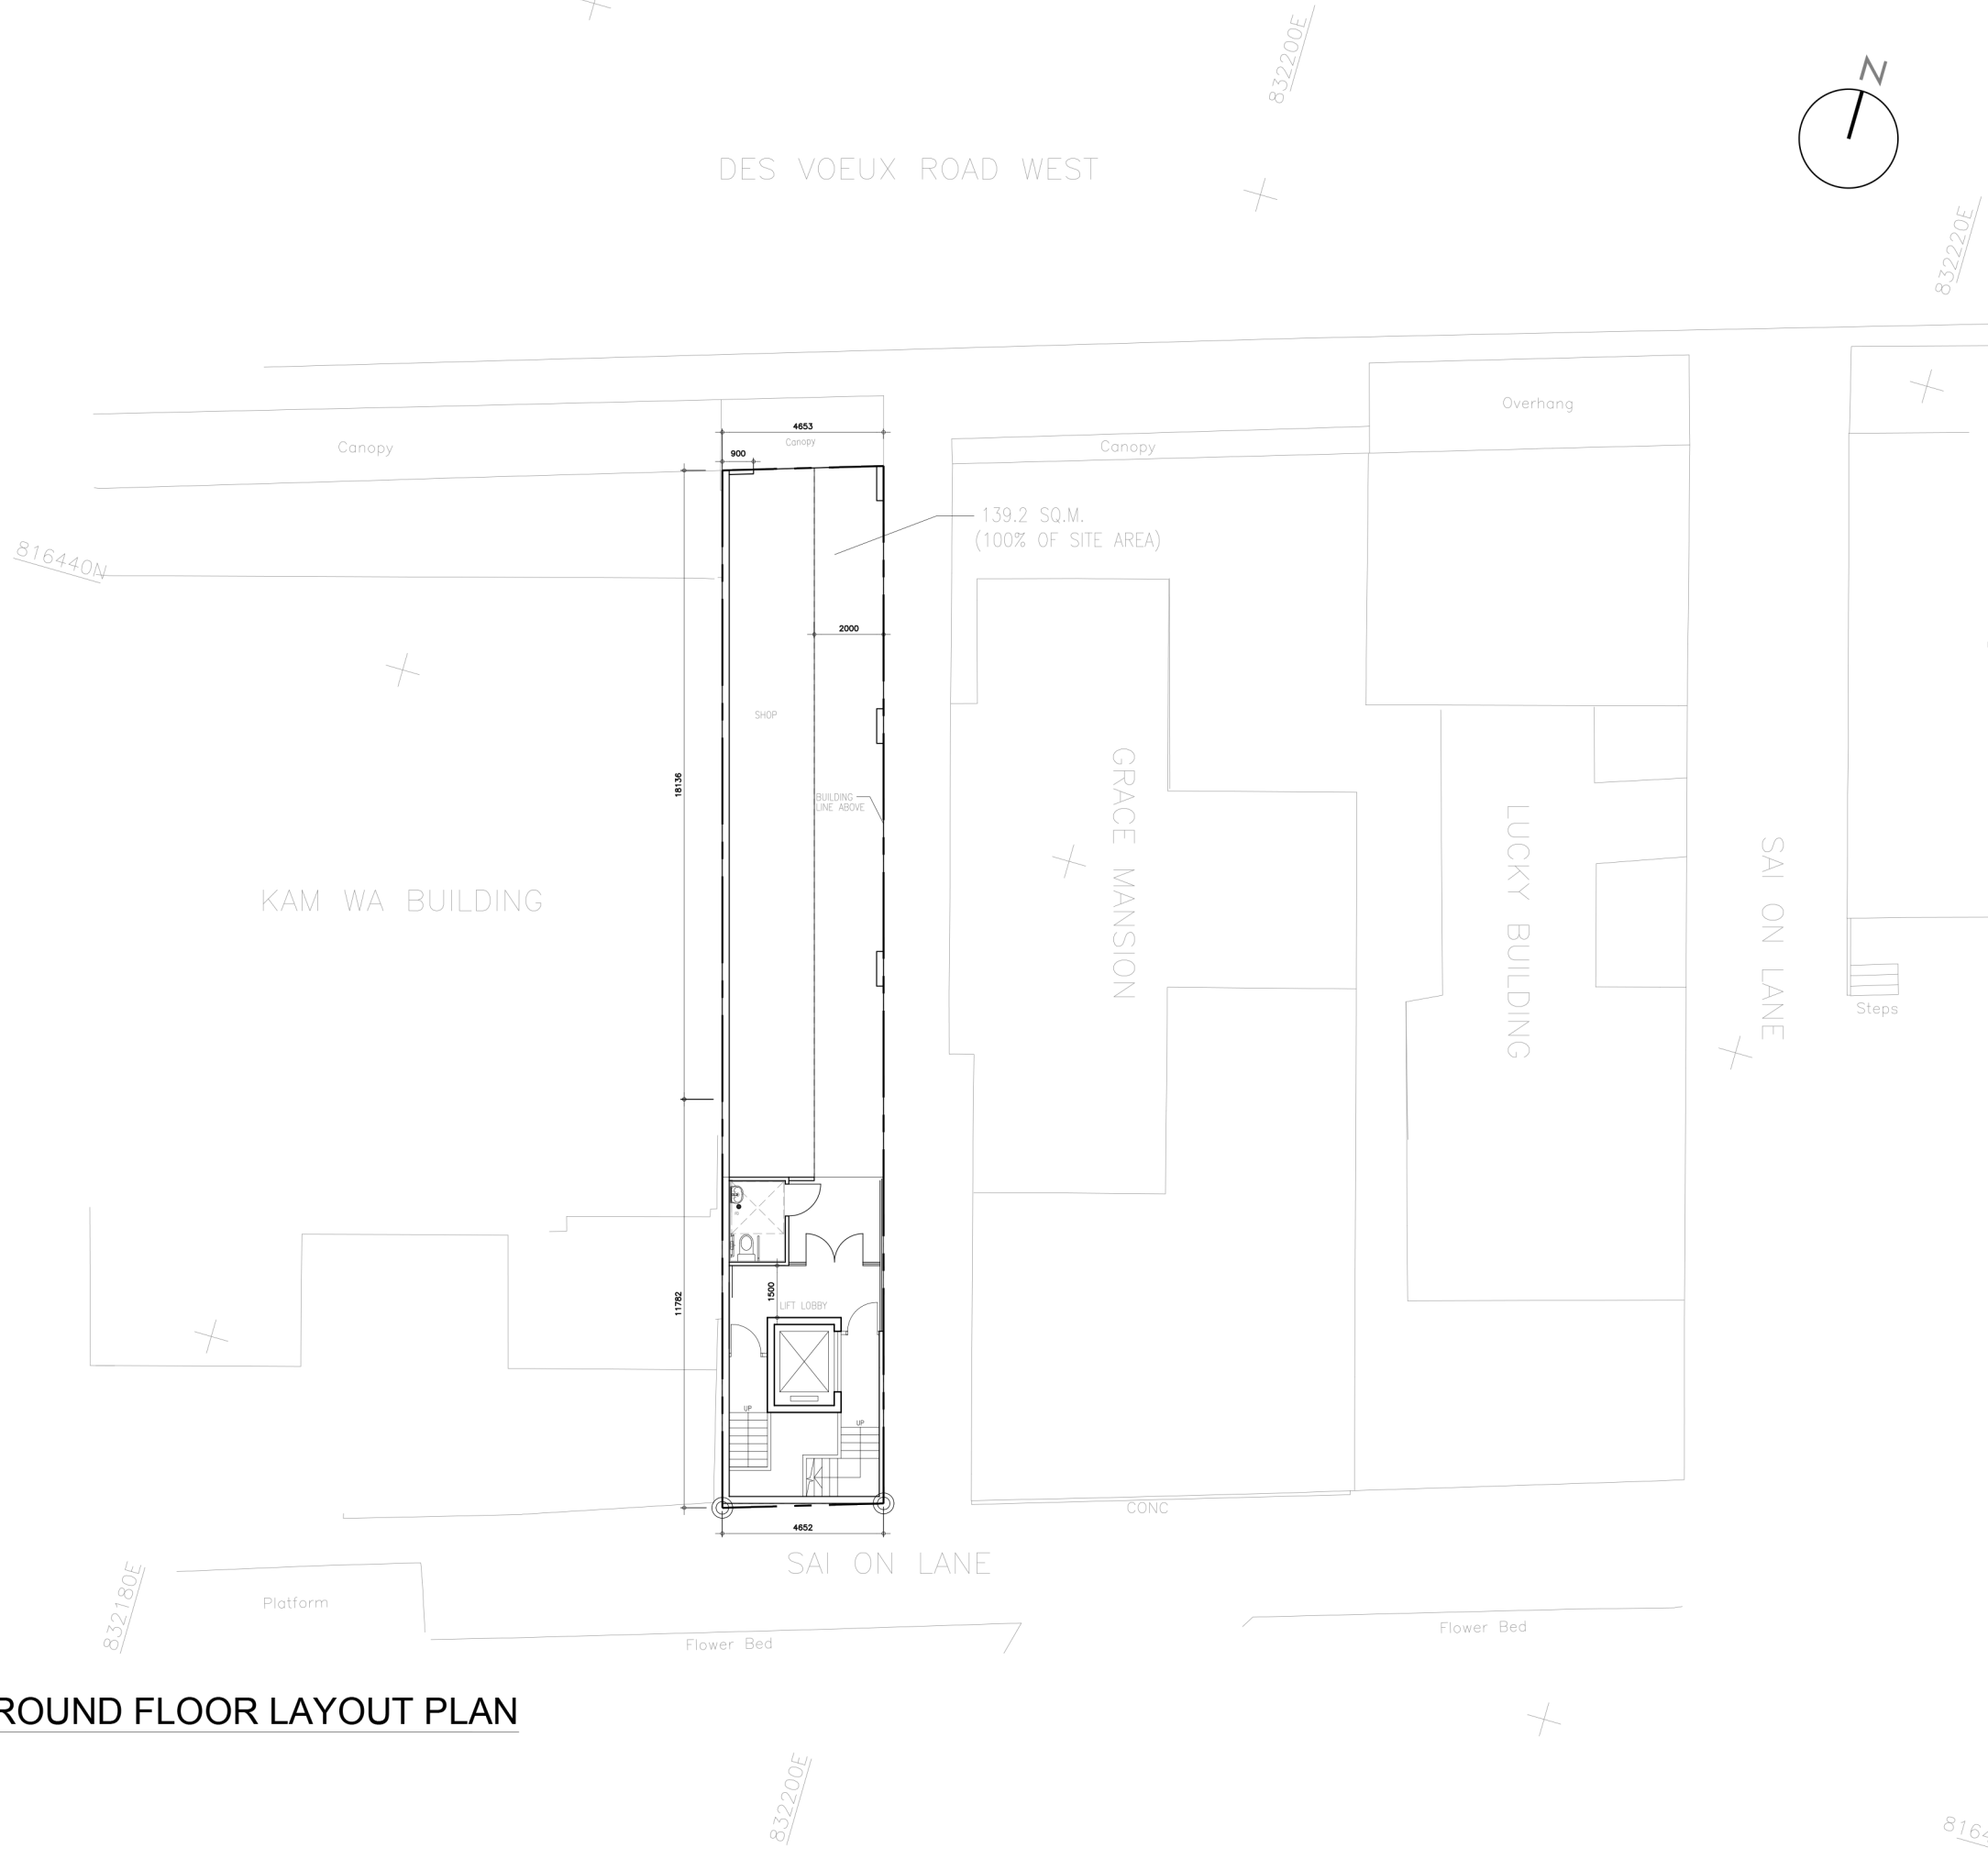 832200E
N
DES VOEUX ROAD WEST
832220E
Overhang
4653
Canopy
Canopy
Canopy
900
139.2 SQ.M.
(100% OF SITE AREA)
816440N
2000
SHOP
18136
BUILDING
LINE ABOVE
GRACE MANSION
LUCKY BUILDING
SAI ON LANE
KAM WA BUILDING
Steps
1500
11782
LIFT LOBBY
UP
UP
CONC
4652
SAI ON LANE
832180E
Platform
Flower Bed
Flower Bed
ROUND FLOOR LAYOUT PLAN
832200E